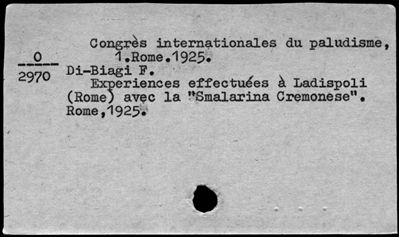 Congrès internationales du paludisme,
1.Rome.1925.
O
2970
Di-Biagi F.
Experiences effectuées à Ladispoli
(Rome) avec la "Smalarina Cremonese".
Rome,1925.